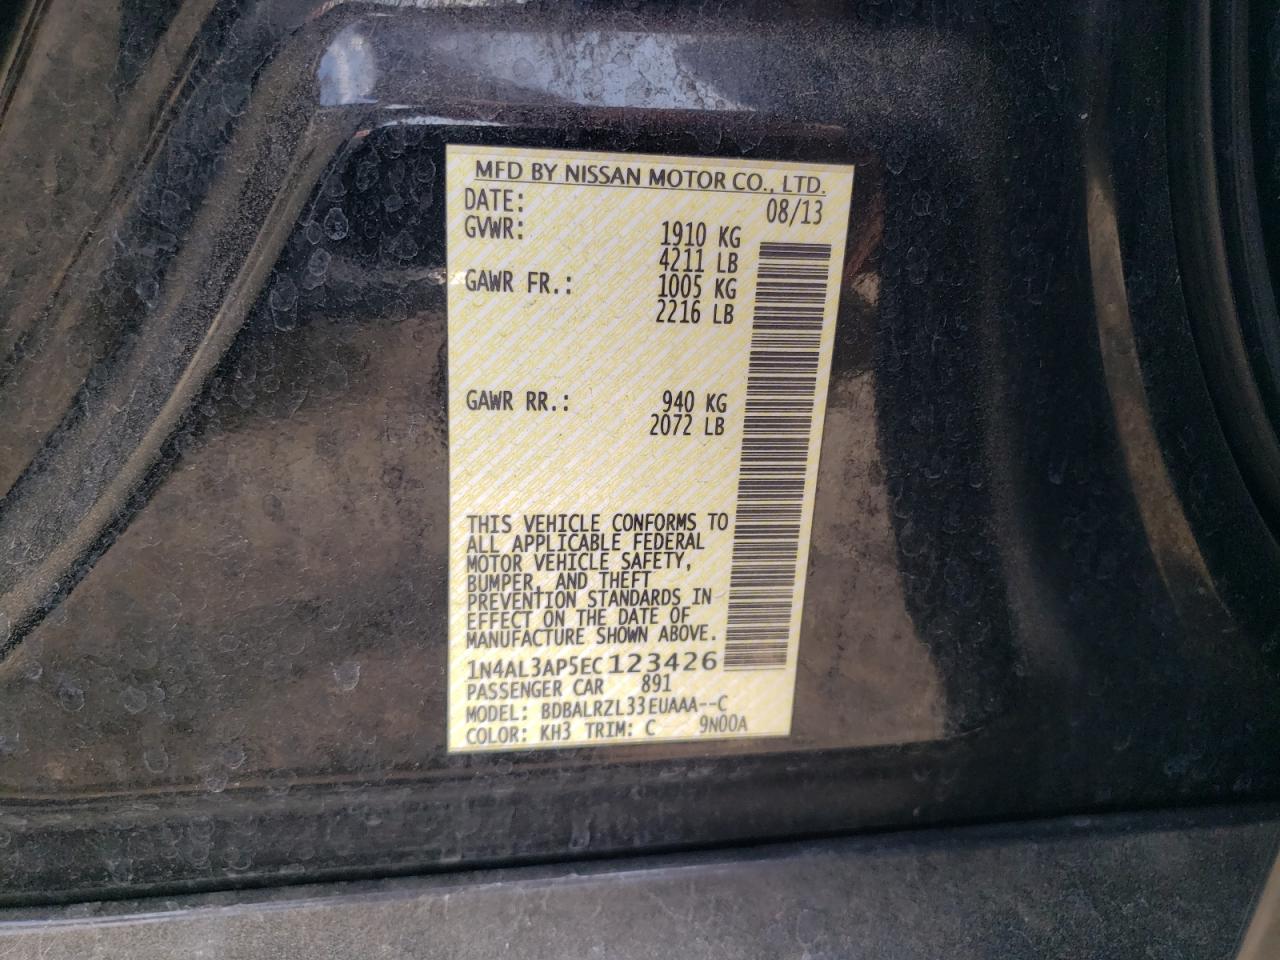 MFD BY NISSAN MOTOR CO., LTD.
DATE: 08/13
GVWR: 1910 KG
4211 LB
GAWR FR.: 1005 KG
2216 LB
GAWR RR.: 940 KG
2072 LB
THIS VEHICLE CONFORMS TO
ALL APPLICABLE FEDERAL
MOTOR VEHICLE SAFETY,
BUMPER, AND THEFT
PREVENTION STANDARDS IN
EFFECT ON THE DATE OF
MANUFACTURE SHOWN ABOVE.
1N4AL3AP5EC123426
PASSENGER CAR 891
MODEL: BDBALRZL33EUAAA--C
COLOR: KH3 TRIM: C 9N00A